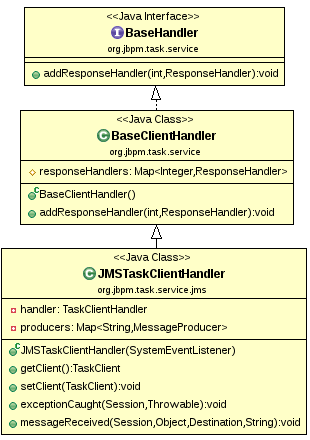 <<Java Interface>>
BaseHandler
org.jbpm.task.service
addResponseHandler(int,ResponseHandler):void
<<Java Class>>
BaseClientHandler
org.jbpm.task.service
responseHandlers: Map<Integer,ResponseHandler>
BaseClientHandler()
addResponseHandler(int,ResponseHandler):void
<<Java Class>>
JMSTaskClientHandler
org.jbpm.task.service.jms
handler: TaskClientHandler
producers: Map<String,MessageProducer>
JMSTaskClientHandler(SystemEventListener)
getClient():TaskClient
setClient(TaskClient):void
exceptionCaught(Session,Throwable):void
messageReceived(Session,Object,Destination,String):void